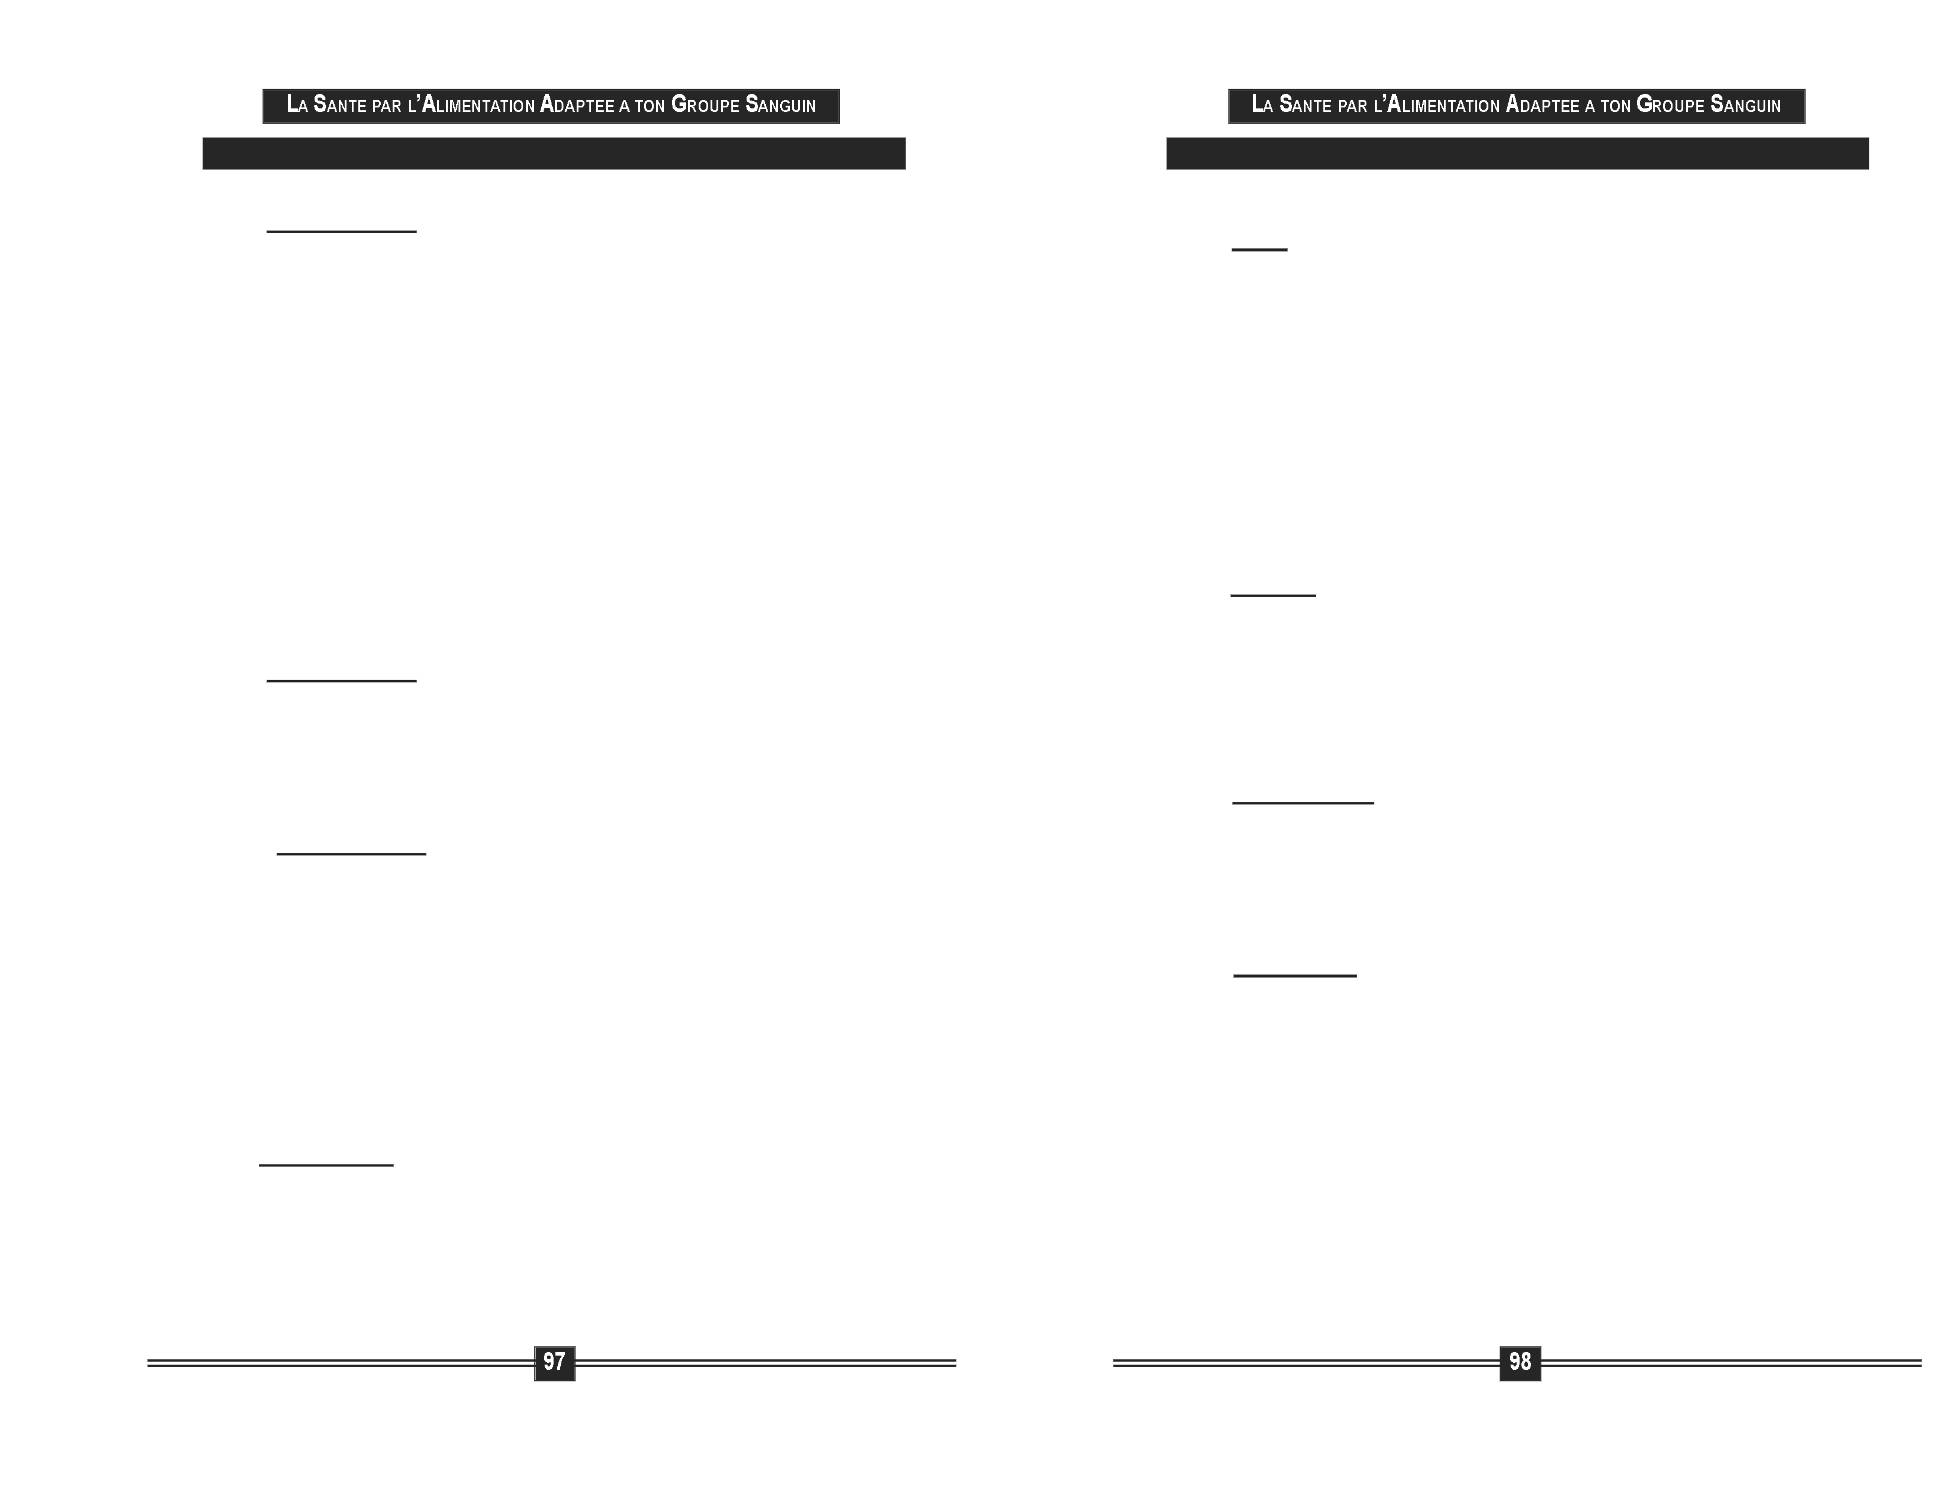 LA SANTE PAR L’ALIMENTATION ADAPTEE A TON GROUPE SANGUIN
97
LA SANTE PAR L’ALIMENTATION ADAPTEE A TON GROUPE SANGUIN
98